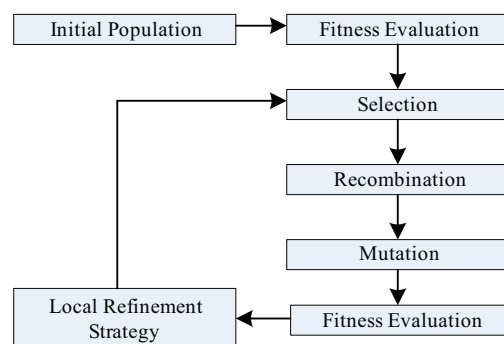 Initial Population
Fitness Evaluation
Selection
Recombination
Mutation
Fitness Evaluation
Local Refinement
Strategy